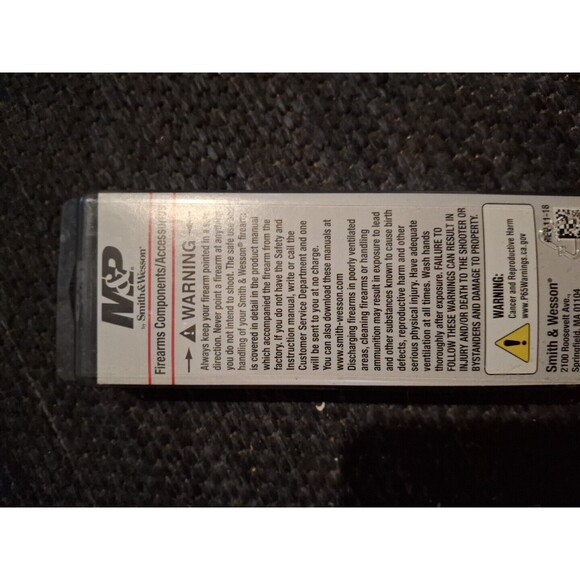 M&P
by Smith & Wesson®
Firearms Components/Accessories
WARNING
Always keep your firearm pointed in a safe
direction. Never point a firearm at anyone
you do not intend to shoot. The safe use and
handling of your Smith & Wesson® firearm
is covered in detail in the product manual
which accompanied the firearm from the
factory. If you do not have the Safety and
Instruction manual, write or call the
Customer Service Department and one
will be sent to you at no charge.
You can also download these manuals at
www.smith-wesson.com
Discharging firearms in poorly ventilated
areas, cleaning firearms or handling
ammunition may result in exposure to lead
and other substances known to cause birth
defects, reproductive harm and other
serious physical injury. Have adequate
ventilation at all times. Wash hands
thoroughly after exposure. FAILURE TO
FOLLOW THESE WARNINGS CAN RESULT IN
INJURY AND/OR DEATH TO THE SHOOTER OR
BYSTANDERS AND DAMAGE TO PROPERTY.
WARNING:
Cancer and Reproductive Harm
www.P65Warnings.ca.gov
REV.11-18
Smith & Wesson®
2100 Roosevelt Ave.,
Springfield, MA 01104